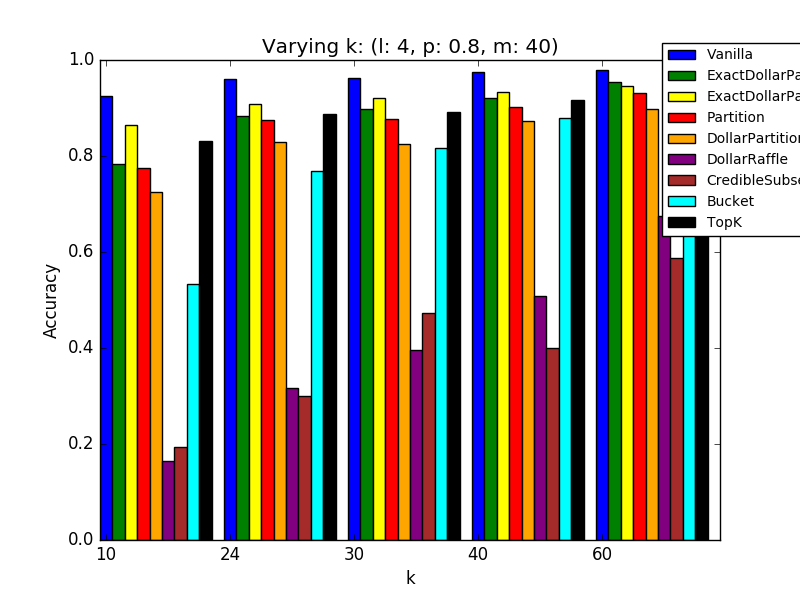 Varying k: (l: 4, p: 0.8, m: 40)
1.0
0.8
0.6
0.4
0.2
0.0
Accuracy
10 24 30 40 60
k
Vanilla
ExactDollarPa
ExactDollarPa
Partition
DollarPartition
DollarRaffle
CredibleSubse
Bucket
TopK